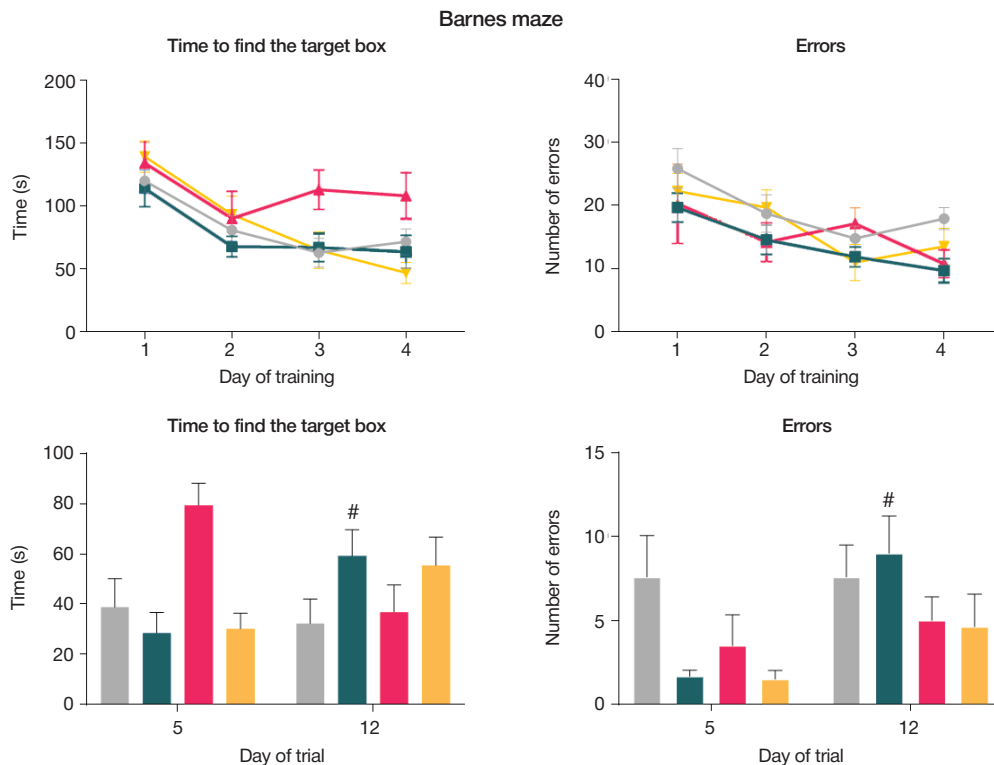 Barnes maze
Time to find the target box
200
150
100
50
0
Time (s)
1 2 3 4
Day of training
Errors
40
30
20
10
0
Number of errors
1 2 3 4
Day of training
Time to find the target box
100
80
60
40
20
0
Time (s)
#
5 12
Day of trial
Errors
15
10
5
0
Number of errors
#
5 12
Day of trial